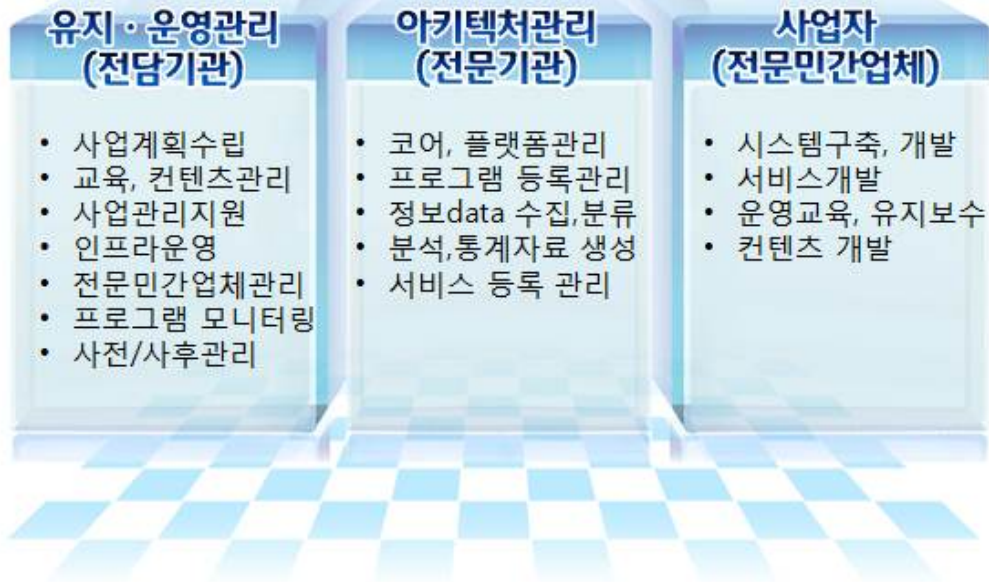 유지 · 운영관리
(전담기관)
• 사업계획수립
• 교육, 컨텐츠관리
• 사업관리지원
• 인프라운영
• 전문민간업체관리
• 프로그램 모니터링
• 사전/사후관리
아키텍처관리
(전문기관)
• 코어, 플랫폼관리
• 프로그램 등록관리
• 정보data 수집,분류
• 분석,통계자료 생성
• 서비스 등록 관리
사업자
(전문민간업체)
• 시스템구축, 개발
• 서비스개발
• 운영교육, 유지보수
• 컨텐츠 개발